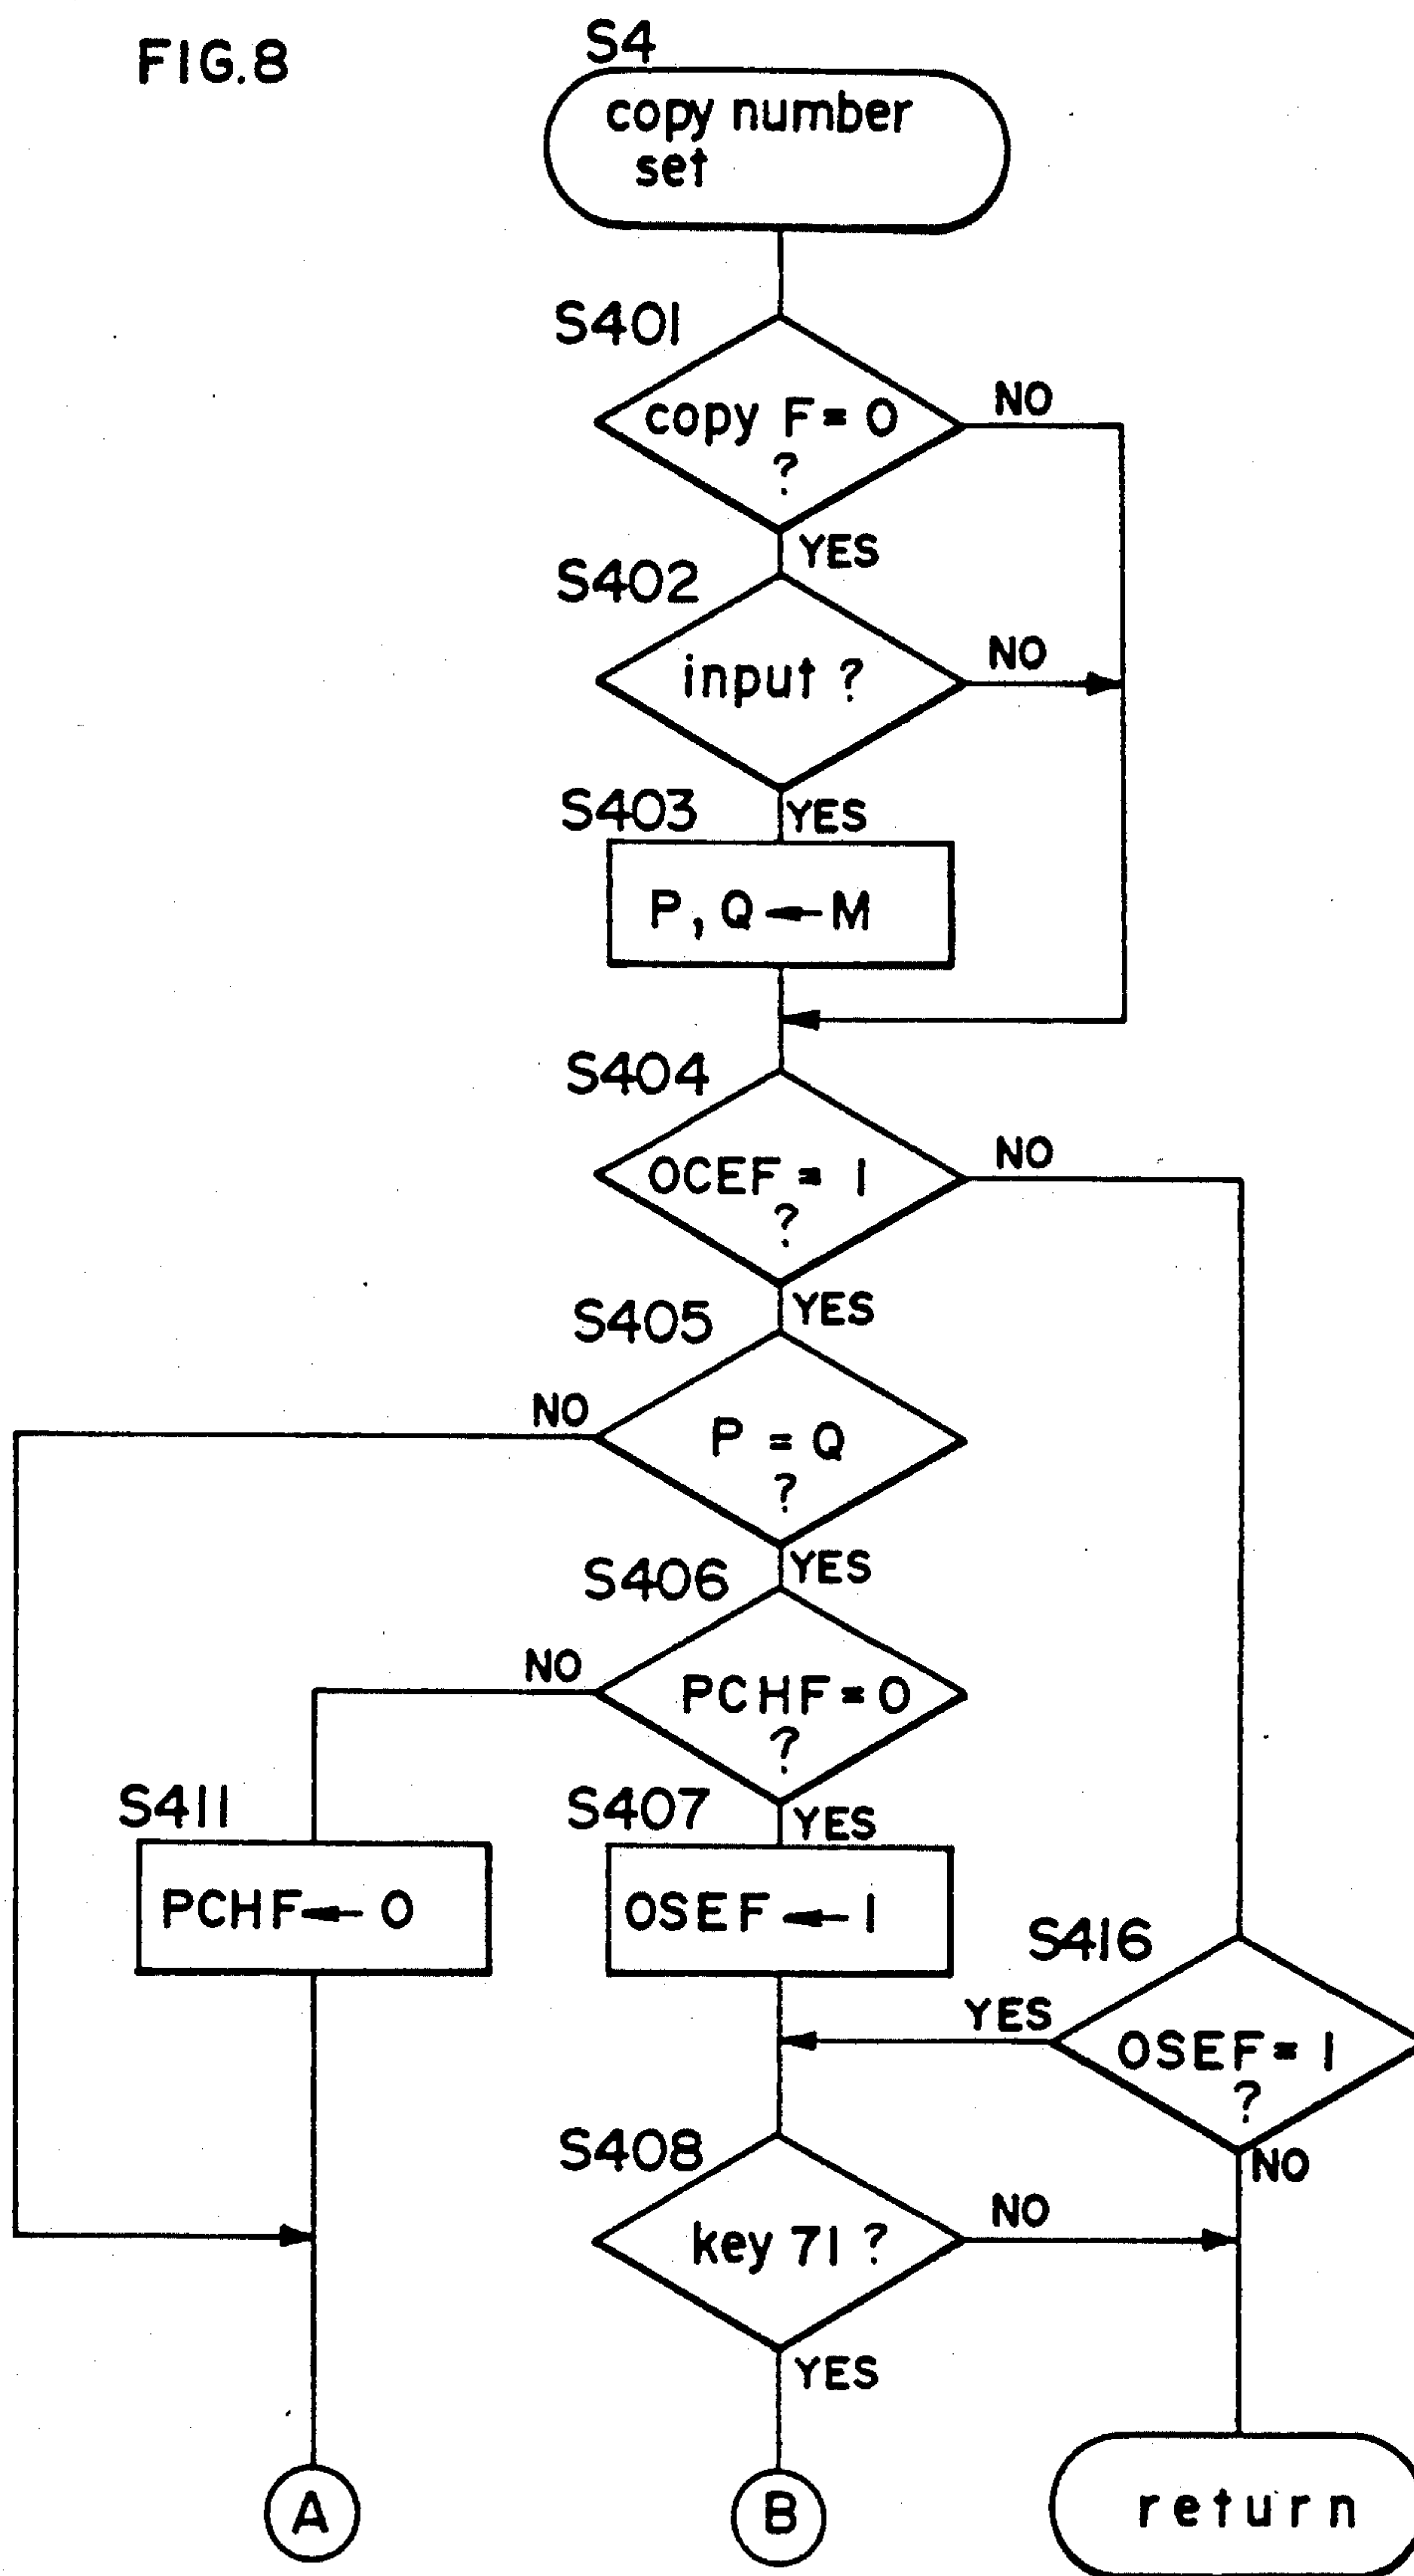 FIG.8
S4
copy number
set
S401
copy F = 0
?
NO
YES
S402
input ?
NO
YES
S403
P, Q ← M
S404
OCEF = 1
?
NO
YES
S405
P = Q
?
NO
YES
S406
PCHF = 0
?
NO
YES
S411
PCHF ← 0
S407
OSEF ← 1
S416
OSEF = 1
?
YES
NO
S408
key 71 ?
NO
YES
A
B
return